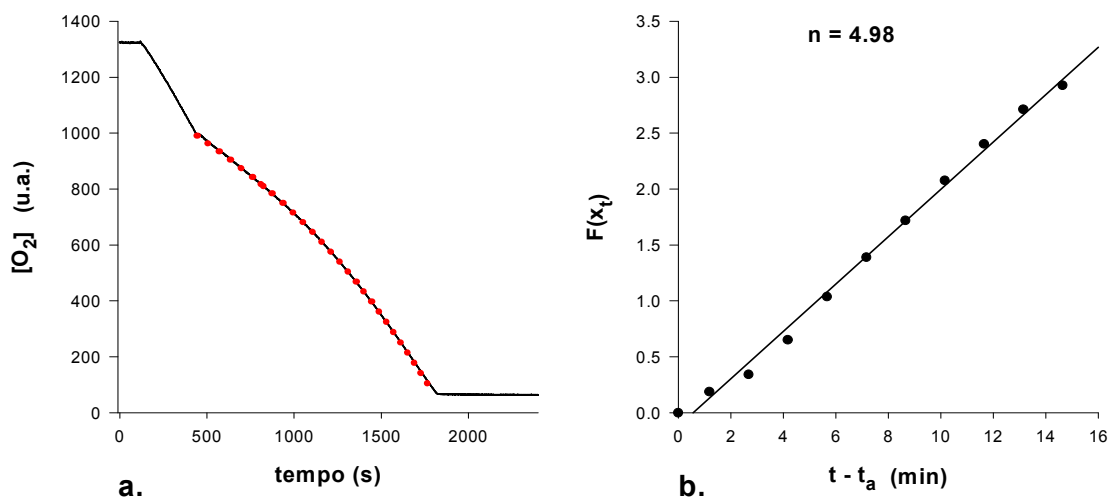 1400
1200
1000
800
600
400
200
0
[O2] (u.a.)
0 500 1000 1500 2000
tempo (s)
a.
n = 4.98
3.5
3.0
2.5
2.0
1.5
1.0
0.5
0.0
F(xt)
0 2 4 6 8 10 12 14 16
t - ta (min)
b.